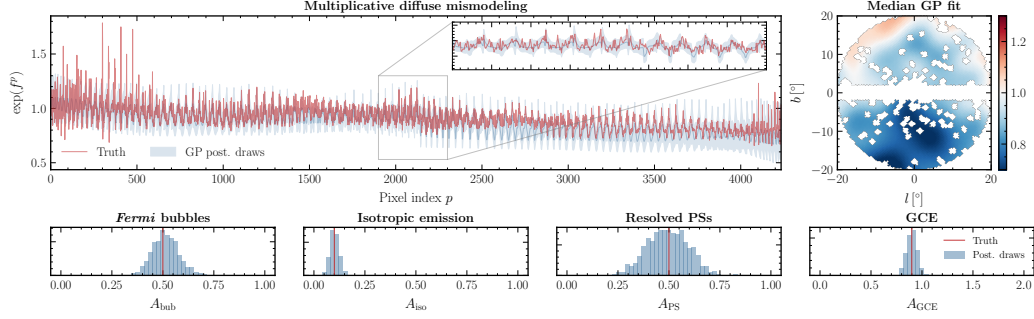 Multiplicative diffuse mismodeling
exp(f^p)
1.5
1.0
0.5
Truth
GP post. draws
0 500 1000 1500 2000 2500 3000 3500 4000
Pixel index p
Median GP fit
b [°]
20
10
0
−10
−20
−20 0 20
l [°]
1.2
1.0
0.8
Fermi bubbles
0.00 0.25 0.50 0.75 1.00
A_bub
Isotropic emission
0.00 0.25 0.50 0.75 1.00
A_iso
Resolved PSs
0.00 0.25 0.50 0.75 1.00
A_PS
GCE
Truth
Post. draws
0.0 0.5 1.0 1.5 2.0
A_GCE